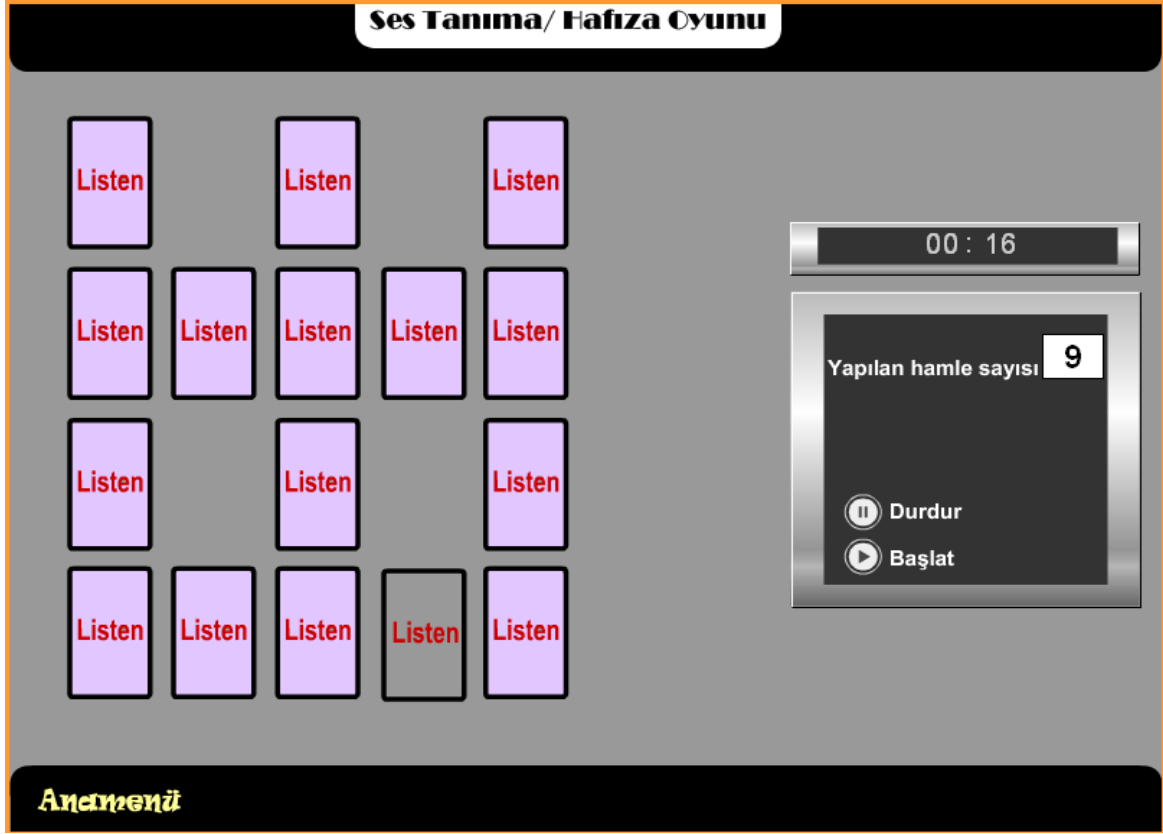 Ses Tanıma/ Hafıza Oyunu
Listen Listen Listen
00: 16
Listen Listen Listen Listen Listen
Yapılan hamle sayısı 9
Listen Listen Listen
Durdur
Başlat
Listen Listen Listen Listen Listen
Anamenü